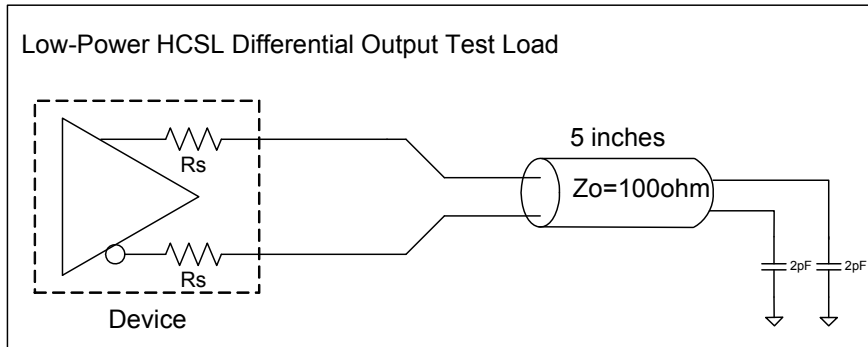 Low-Power HCSL Differential Output Test Load
Rs
5 inches
Zo=100ohm
2pF 2pF
Rs
Device